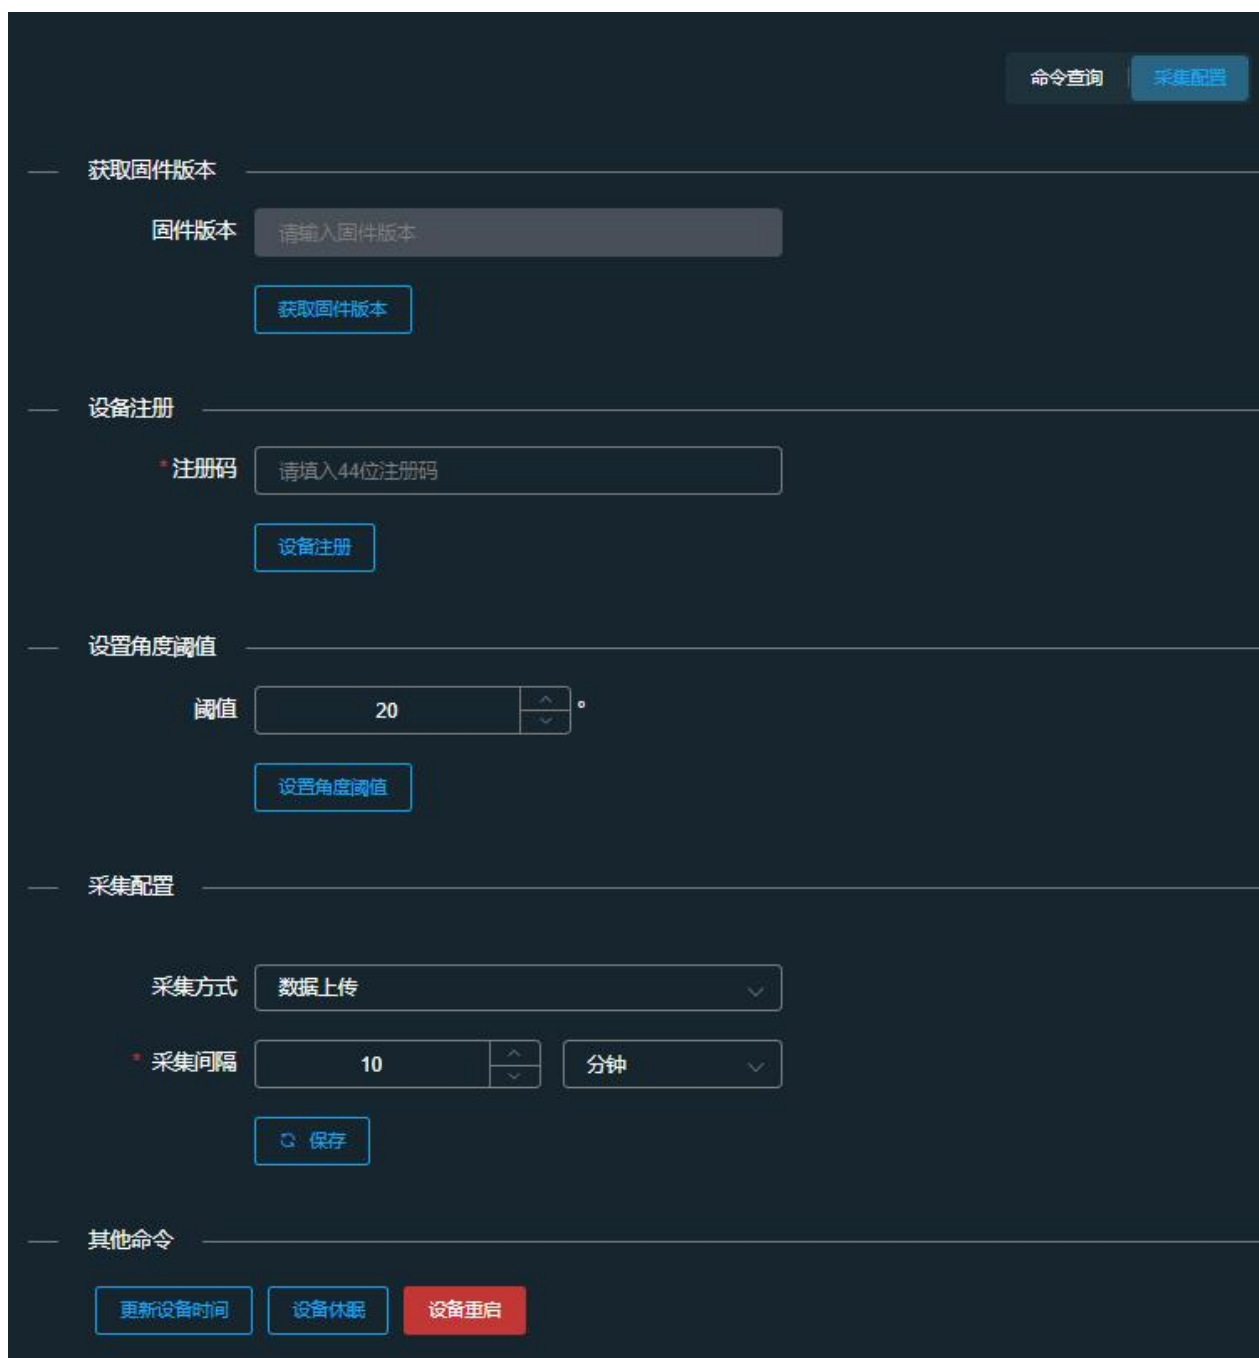 命令查询 采集配置
获取固件版本
固件版本 请输入固件版本
获取固件版本
设备注册
*注册码 请填入44位注册码
设备注册
设置角度阈值
阈值 20 °
设置角度阈值
采集配置
采集方式 数据上传
* 采集间隔 10 分钟
保存
其他命令
更新设备时间 设备休眠 设备重启